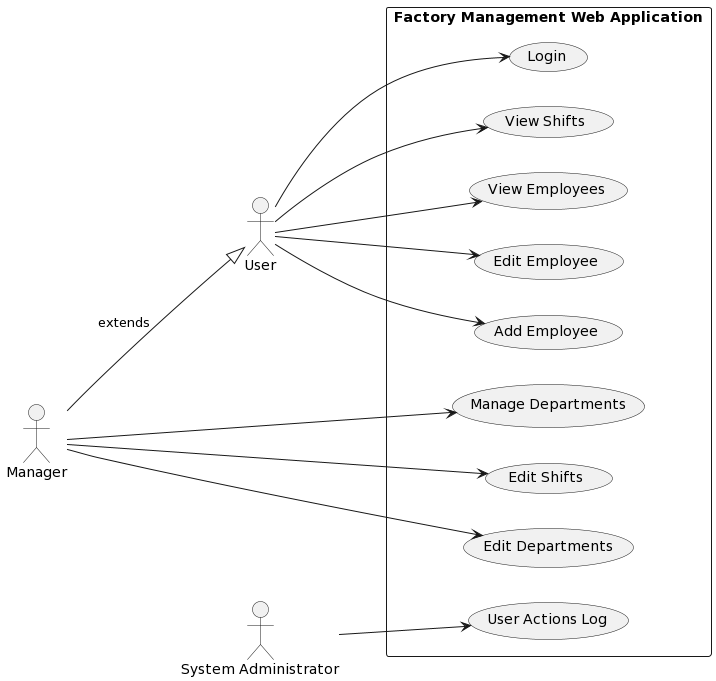 Factory Management Web Application
Login
View Shifts
View Employees
User
Edit Employee
extends
Add Employee
Manage Departments
Manager
Edit Shifts
Edit Departments
User Actions Log
System Administrator